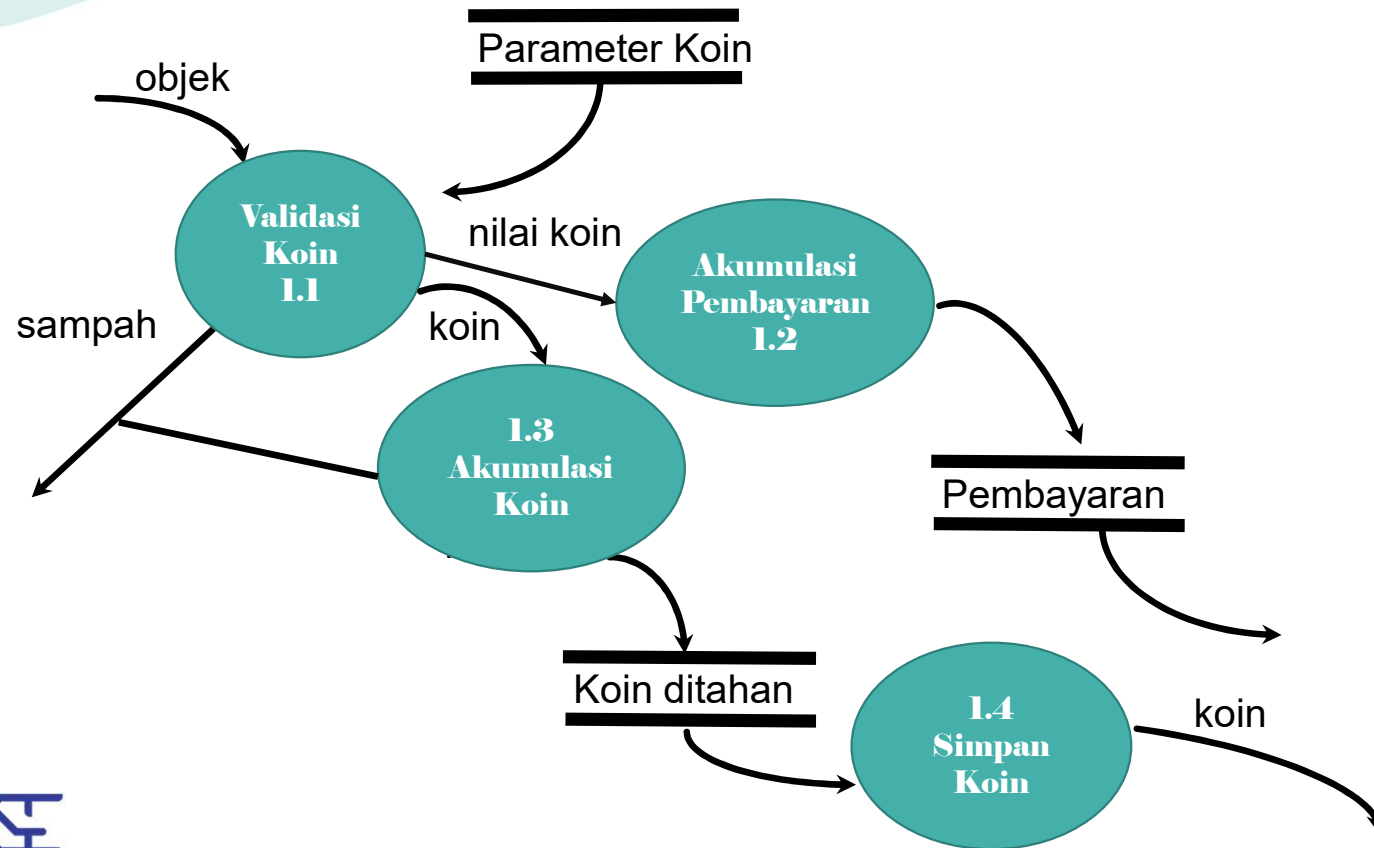 Parameter Koin
objek
Validasi
Koin
1.1
nilai koin
Akumulasi
Pembayaran
1.2
sampah
koin
1.3
Akumulasi
Koin
Pembayaran
Koin ditahan
1.4
Simpan
Koin
koin